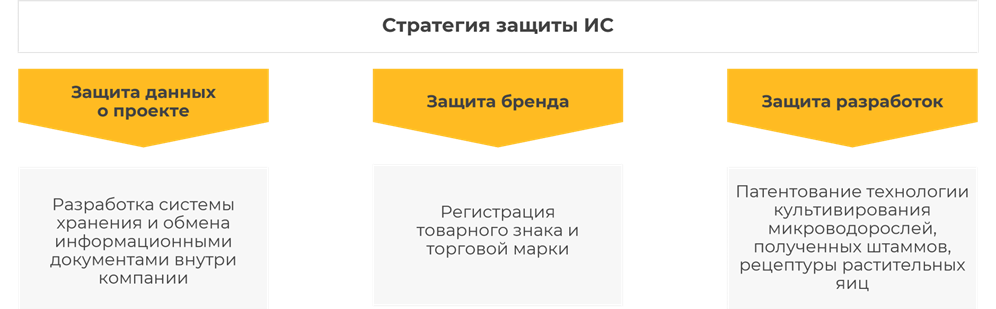 Стратегия защиты ИС
Защита данных
о проекте
Разработка системы
хранения и обмена
информационными
документами внутри
компании
Защита бренда
Регистрация
товарного знака и
торговой марки
Защита разработок
Патентование технологии
культивирования
микроводорослей,
полученных штаммов,
рецептуры растительных
яиц